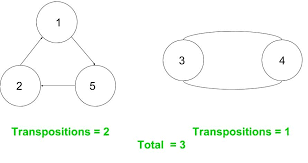 1
3 4
2 5
Transpositions = 2 Transpositions = 1
Total = 3